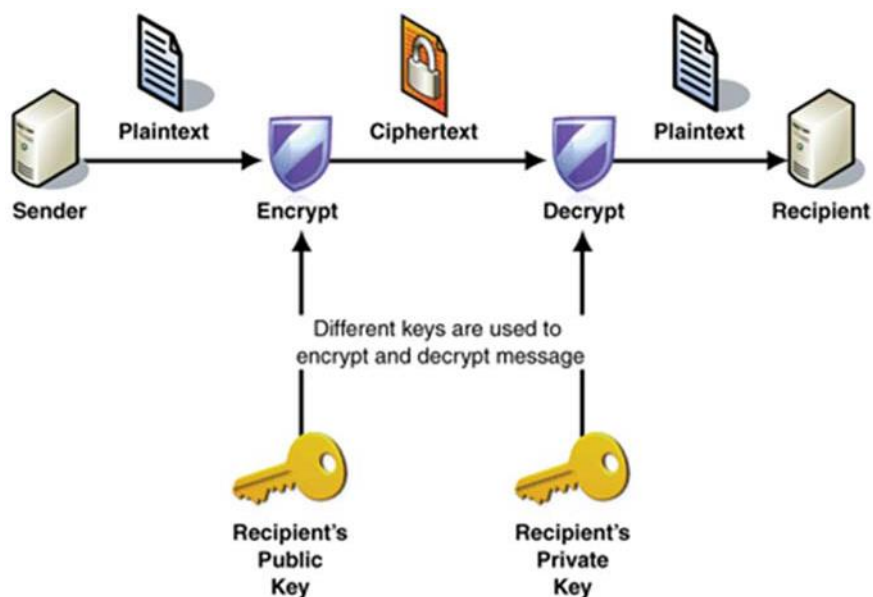 Plaintext
Ciphertext
Plaintext
Sender
Encrypt
Decrypt
Recipient
Different keys are used to
encrypt and decrypt message
Recipient's
Public
Key
Recipient's
Private
Key